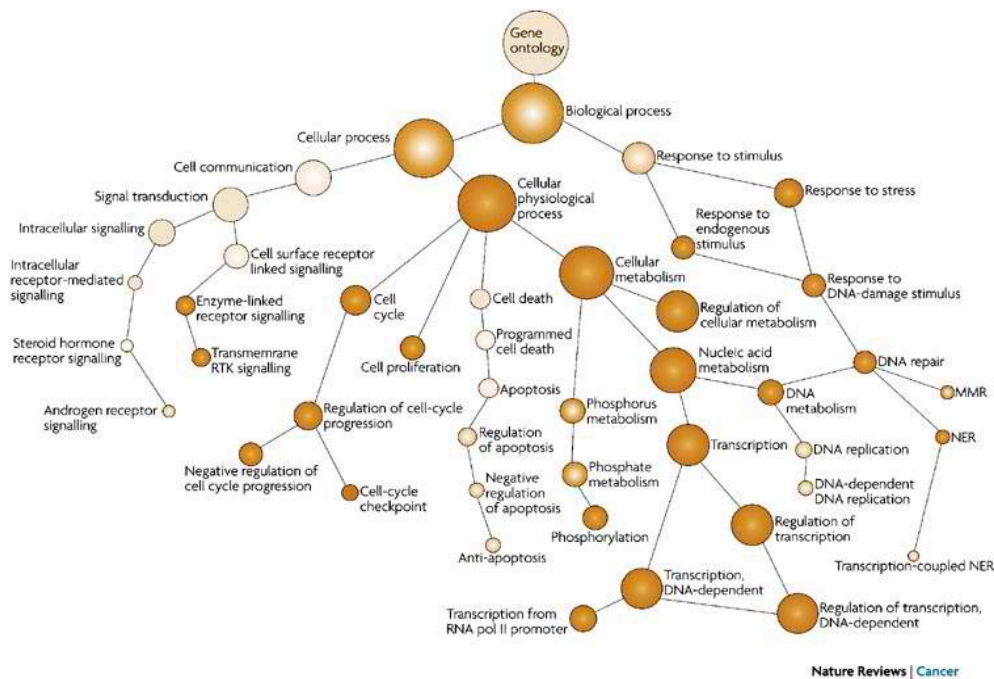 Gene
ontology
Biological process
Cellular process
Cell communication
Response to stimulus
Signal transduction
Cellular
physiological
process
Response to stress
Intracellular signalling
Response to
endogenous
stimulus
Cell surface receptor
linked signalling
Cellular
metabolism
Intracellular
receptor-mediated
signalling
Response to
DNA-damage stimulus
Enzyme-linked
receptor signalling
Cell
cycle
Cell death
Regulation of
cellular metabolism
Steroid hormone
receptor signalling
Transmemrane
RTK signalling
Cell proliferation
Programmed
cell death
Nucleic acid
metabolism
DNA repair
Apoptosis
DNA
metabolism
MMR
Androgen receptor
signalling
Regulation of cell-cycle
progression
Phosphorus
metabolism
Regulation
of apoptosis
Transcription
DNA replication
NER
Negative regulation of
cell cycle progression
Cell-cycle
checkpoint
Negative
regulation
of apoptosis
Phosphate
metabolism
DNA-dependent
DNA replication
Phosphorylation
Regulation of
transcription
Anti-apoptosis
Transcription-coupled NER
Transcription,
DNA-dependent
Transcription from
RNA pol II promoter
Regulation of transcription,
DNA-dependent
Nature Reviews | Cancer